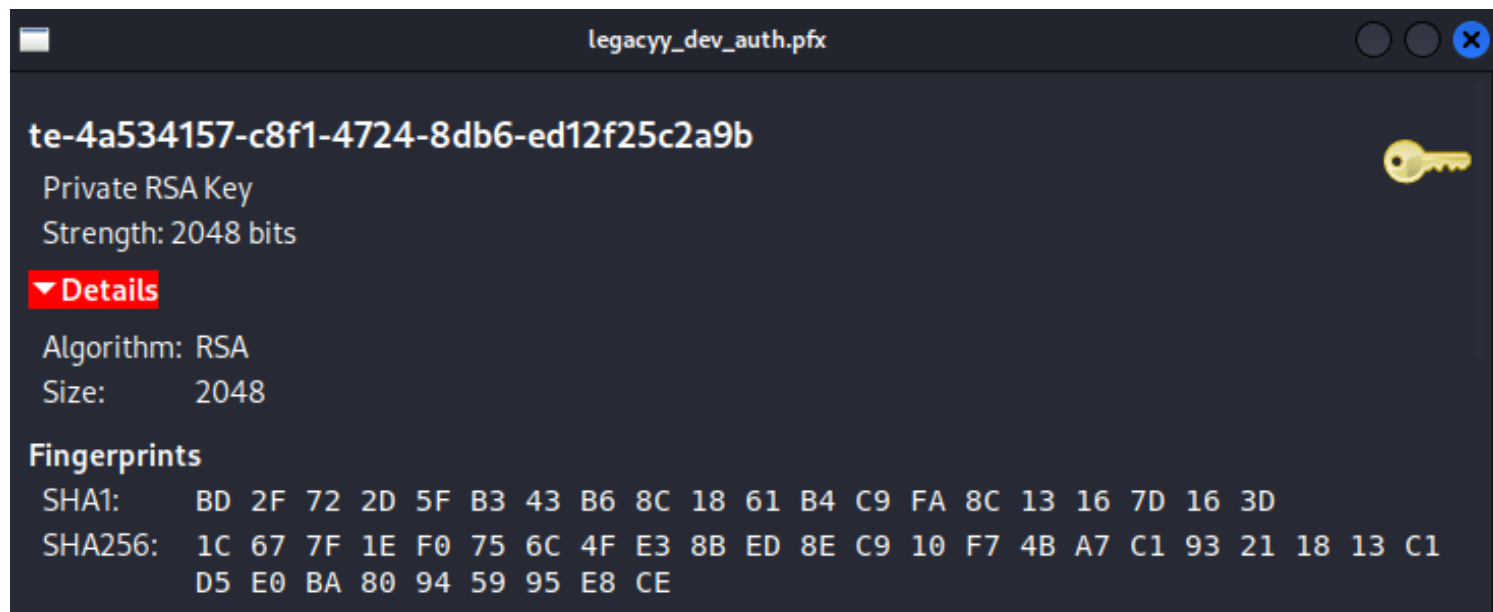 legacyy_dev_auth.pfx
te-4a534157-c8f1-4724-8db6-ed12f25c2a9b
Private RSA Key
Strength: 2048 bits
Details
Algorithm: RSA
Size: 2048
Fingerprints
SHA1: BD 2F 72 2D 5F B3 43 B6 8C 18 61 B4 C9 FA 8C 13 16 7D 16 3D
SHA256: 1C 67 7F 1E F0 75 6C 4F E3 8B ED 8E C9 10 F7 4B A7 C1 93 21 18 13 C1
D5 E0 BA 80 94 59 95 E8 CE